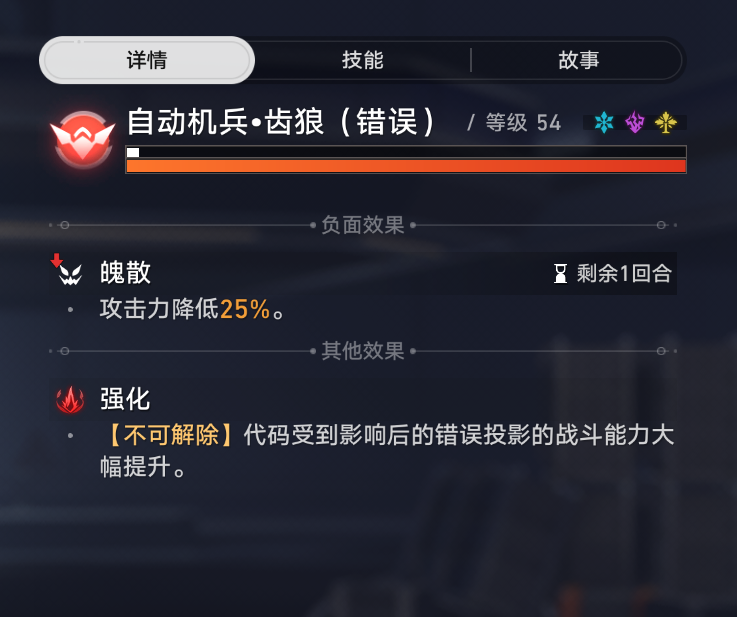 详情 技能 故事
自动机兵•齿狼（错误） / 等级 54
负面效果
魄散 剩余1回合
• 攻击力降低25%。
其他效果
强化
• 【不可解除】代码受到影响后的错误投影的战斗能力大
幅提升。